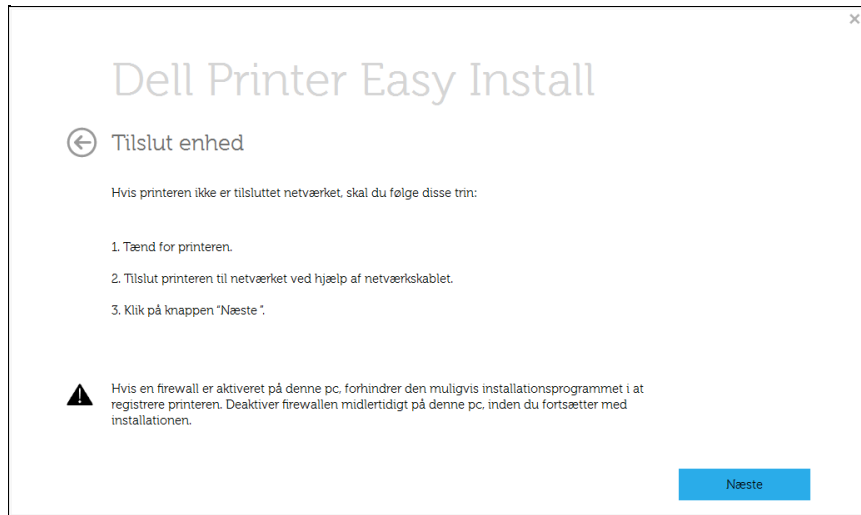 Dell Printer Easy Install
Tilslut enhed
Hvis printeren ikke er tilsluttet netværket, skal du følge disse trin:
1. Tænd for printeren.
2. Tilslut printeren til netværket ved hjælp af netværkskablet.
3. Klik på knappen “Næste ”.
Hvis en firewall er aktiveret på denne pc, forhindrer den muligvis installationsprogrammet i at
registrere printeren. Deaktiver firewallen midlertidigt på denne pc, inden du fortsætter med
installationen.
Næste